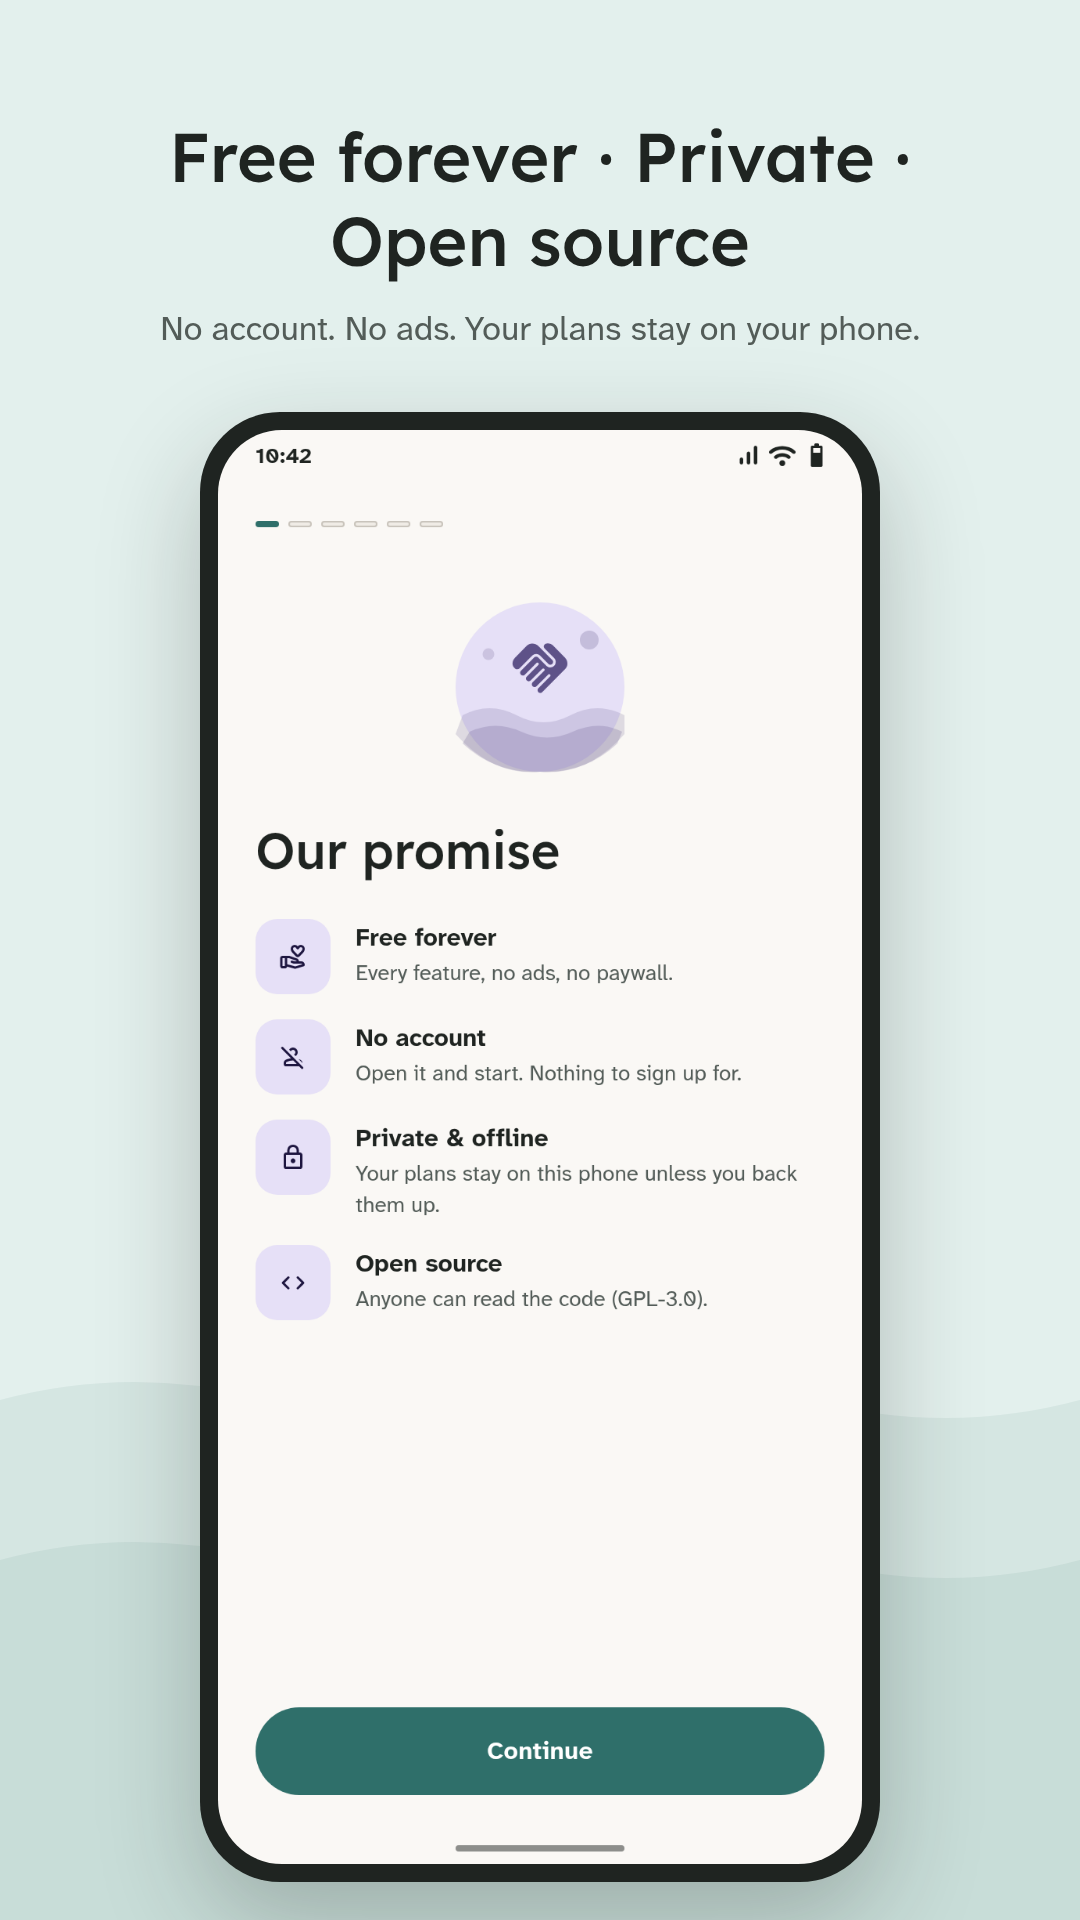 Free forever · Private ·
Open source
No account. No ads. Your plans stay on your phone.
10:42
Our promise
Free forever
Every feature, no ads, no paywall.
No account
Open it and start. Nothing to sign up for.
Private & offline
Your plans stay on this phone unless you back
them up.
Open source
Anyone can read the code (GPL-3.0).
Continue